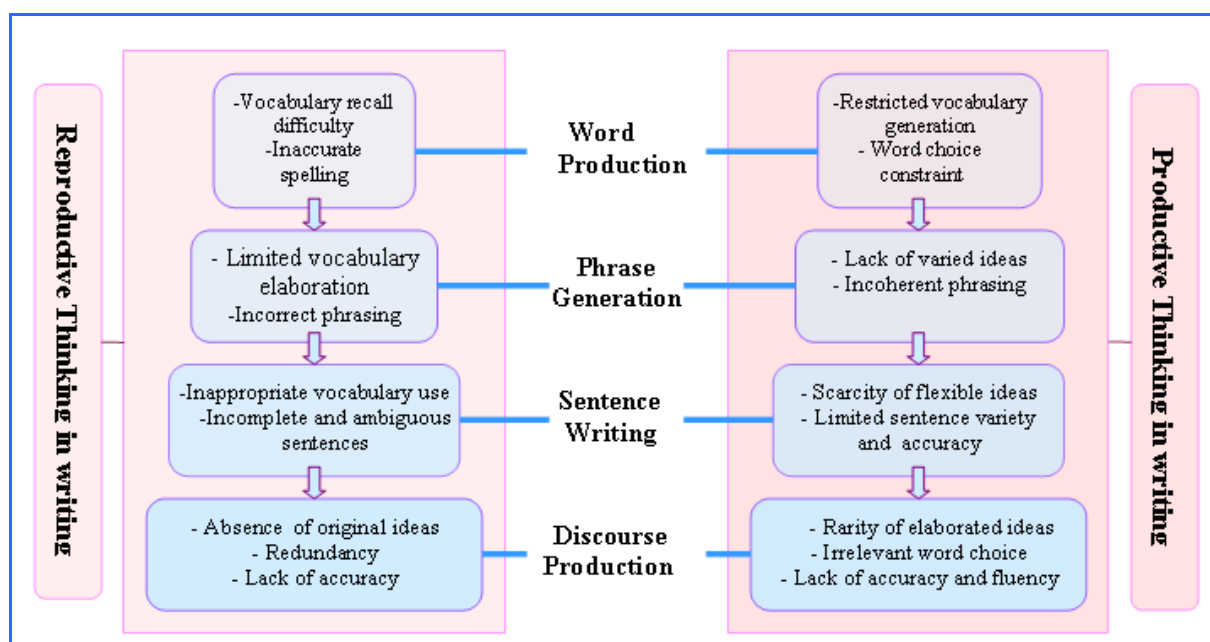 Reproductive Thinking in writing
-Vocabulary recall
difficulty
-Inaccurate
spelling
Word
Production
-Restricted vocabulary
generation
- Word choice
constraint
- Limited vocabulary
elaboration
-Incorrect phrasing
Phrase
Generation
- Lack of varied ideas
- Incoherent phrasing
-Inappropriate vocabulary use
-Incomplete and ambiguous
sentences
Sentence
Writing
- Scarcity of flexible ideas
- Limited sentence variety
and accuracy
- Absence of original ideas
- Redundancy
- Lack of accuracy
Discourse
Production
- Rarity of elaborated ideas
- Irrelevant word choice
- Lack of accuracy and fluency
Productive Thinking in writing